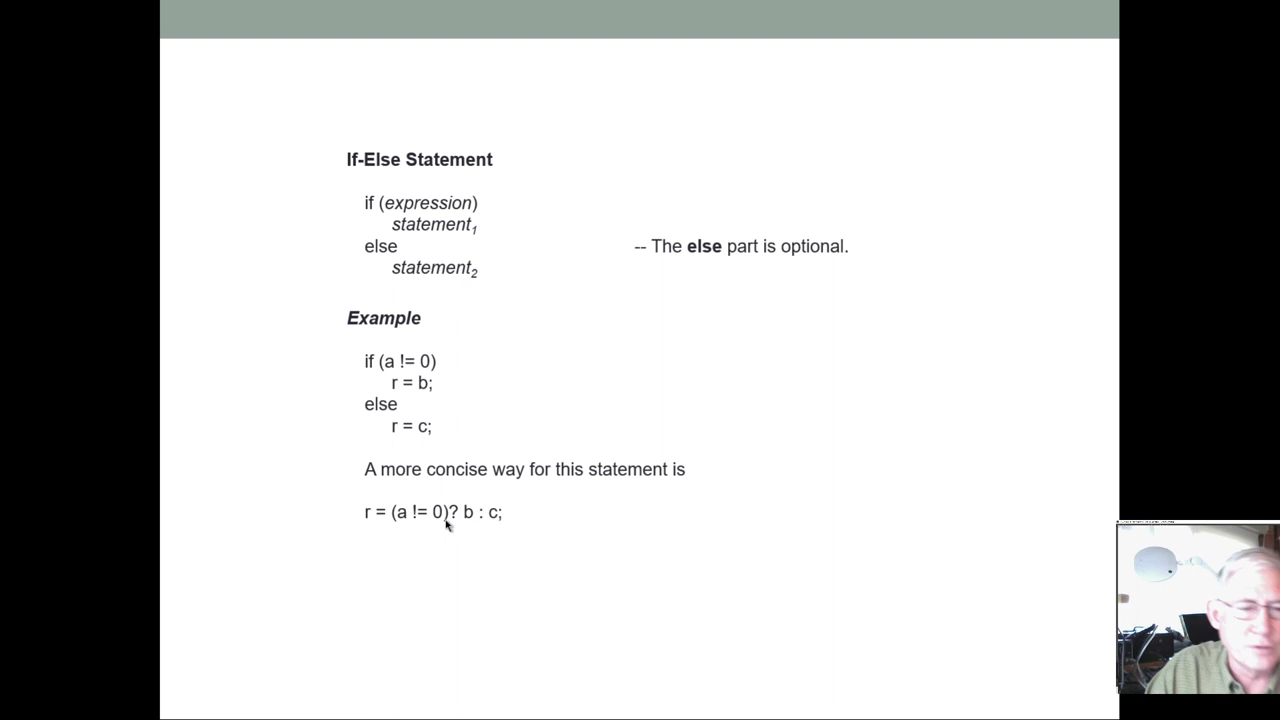 If-Else Statement
if (expression)
statement1
else
-- The else part is optional.
statement2
Example
if (a != 0)
r = b;
else
r = c;
A more concise way for this statement is
r = (a != 0)? b : c;